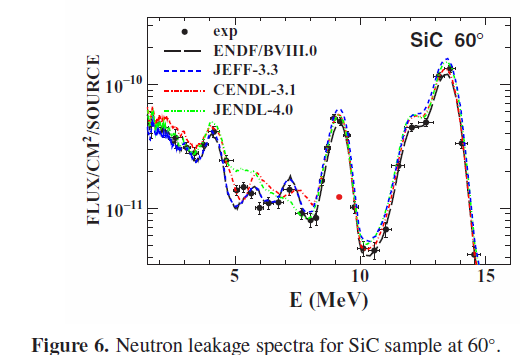 exp
ENDF/BVIII.0
JEFF-3.3
CENDL-3.1
JENDL-4.0
SiC 60°
FLUX/CM²/SOURCE
10⁻¹⁰
10⁻¹¹
5 10 15
E (MeV)
Figure 6. Neutron leakage spectra for SiC sample at 60°.